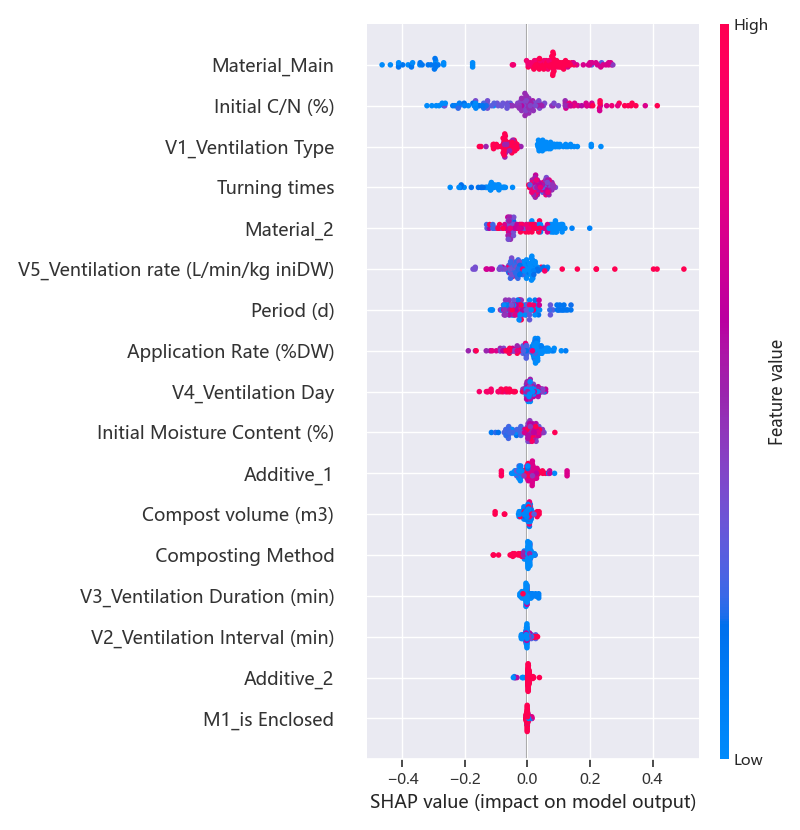 High
Material_Main
Initial C/N (%)
V1_Ventilation Type
Turning times
Material_2
V5_Ventilation rate (L/min/kg iniDW)
Period (d)
Application Rate (%DW)
V4_Ventilation Day
Initial Moisture Content (%)
Additive_1
Compost volume (m3)
Composting Method
V3_Ventilation Duration (min)
V2_Ventilation Interval (min)
Additive_2
M1_is Enclosed
Feature value
Low
−0.4 −0.2 0.0 0.2 0.4
SHAP value (impact on model output)